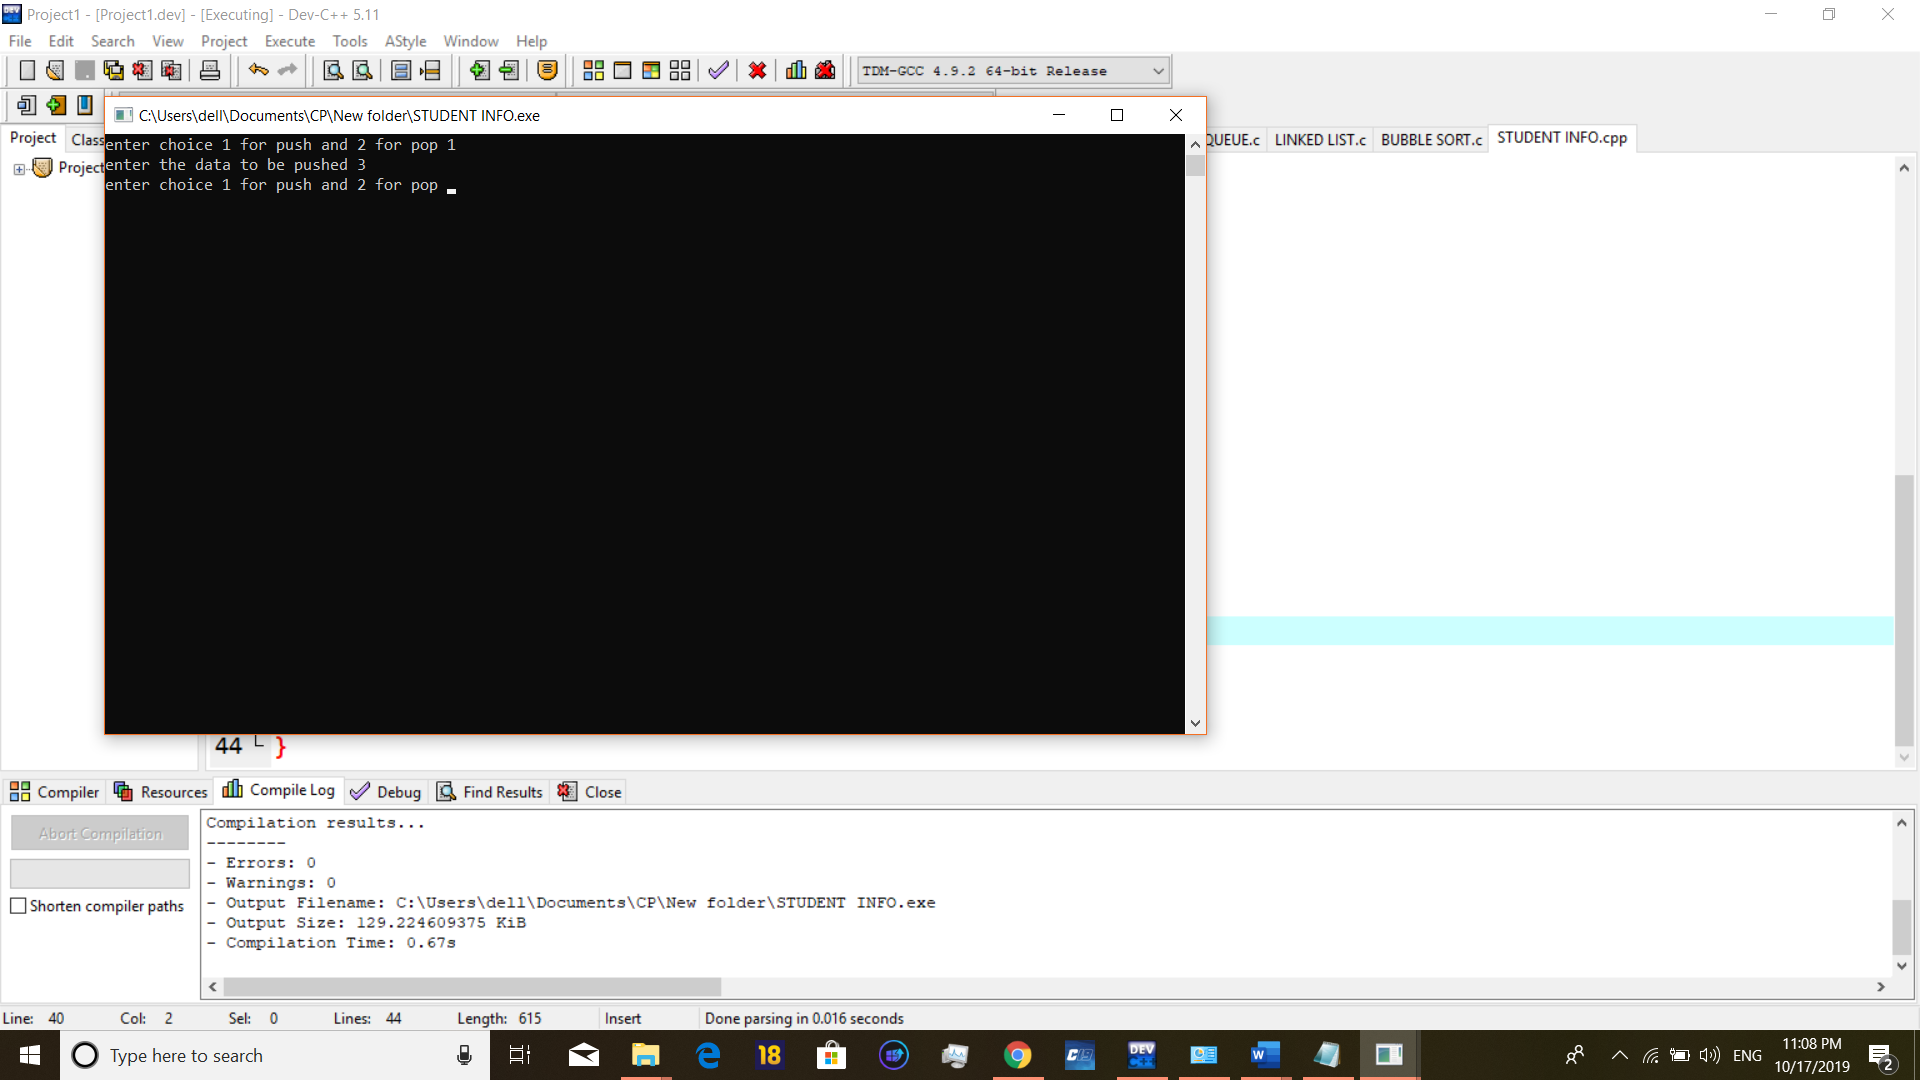 Project1 - [Project1.dev] - [Executing] - Dev-C++ 5.11
File Edit Search View Project Execute Tools AStyle Window Help
TDM-GCC 4.9.2 64-bit Release
C:\Users\dell\Documents\CP\New folder\STUDENT INFO.exe
Project Class QUEUE.c LINKED LIST.c BUBBLE SORT.c STUDENT INFO.cpp
Project
enter choice 1 for push and 2 for pop 1
enter the data to be pushed 3
enter choice 1 for push and 2 for pop
44 }
Compiler Resources Compile Log Debug Find Results Close
Abort Compilation
Shorten compiler paths
Compilation results...
--------
- Errors: 0
- Warnings: 0
- Output Filename: C:\Users\dell\Documents\CP\New folder\STUDENT INFO.exe
- Output Size: 129.224609375 KiB
- Compilation Time: 0.67s
Line: 40 Col: 2 Sel: 0 Lines: 44 Length: 615 Insert Done parsing in 0.016 seconds
Type here to search
18
DEV C++
ENG
11:08 PM
10/17/2019
2